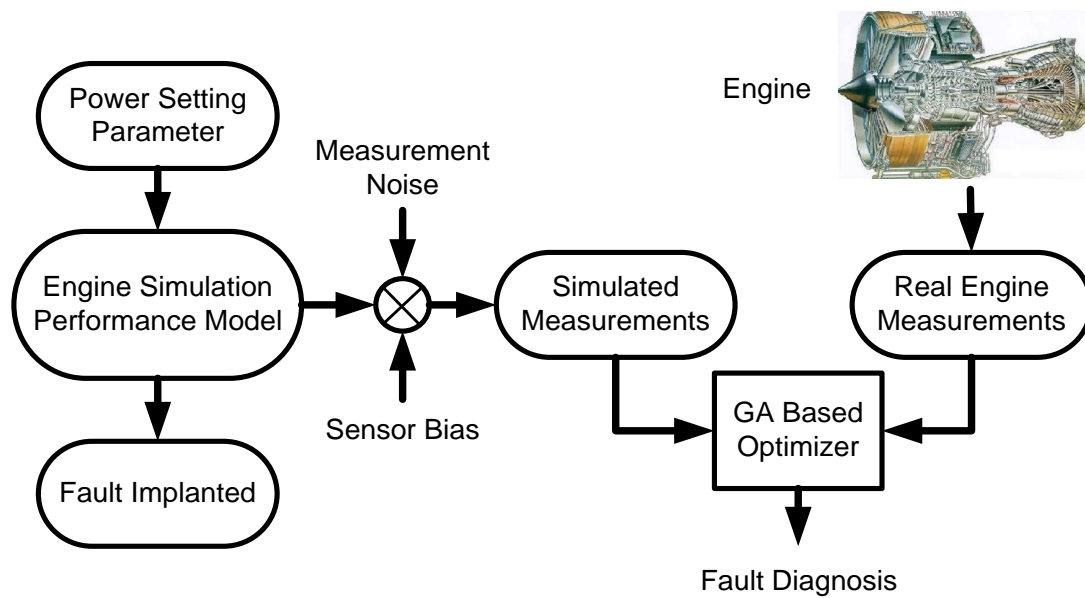 Power Setting
Parameter
Engine Simulation
Performance Model
Fault Implanted
Measurement
Noise
Sensor Bias
Simulated
Measurements
Engine
Real Engine
Measurements
GA Based
Optimizer
Fault Diagnosis